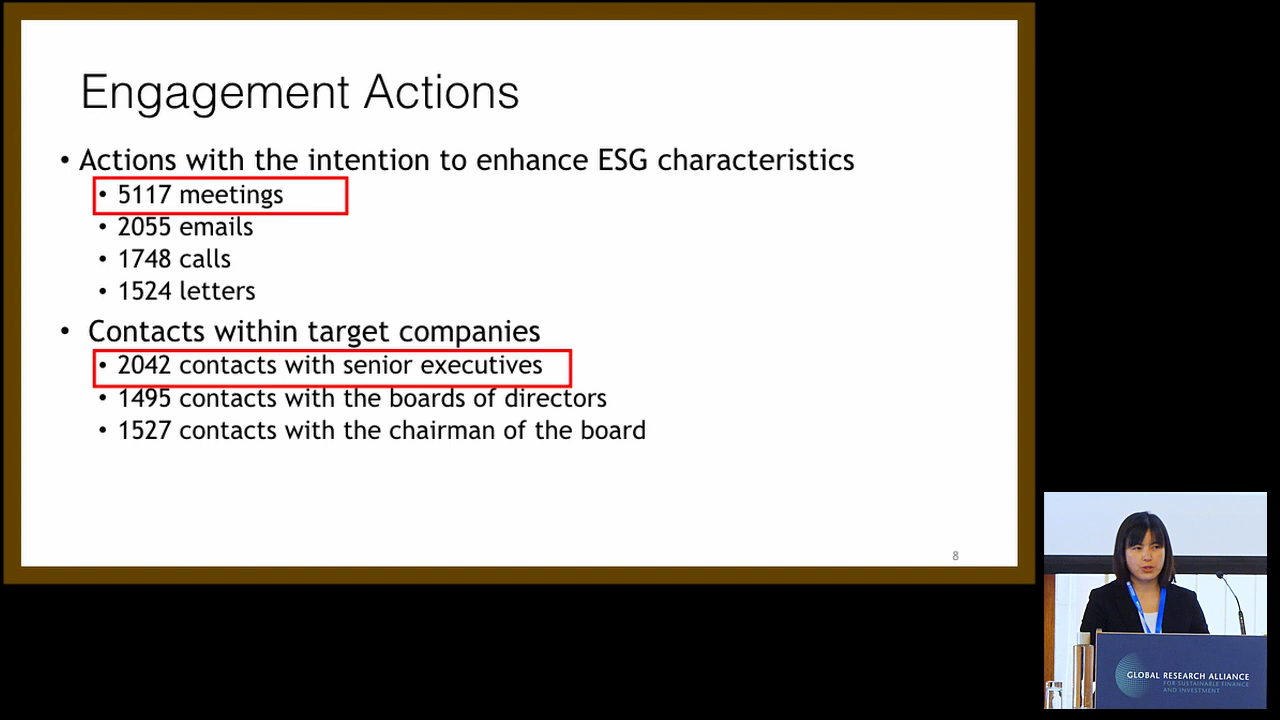 Engagement Actions
• Actions with the intention to enhance ESG characteristics
• 5117 meetings
• 2055 emails
• 1748 calls
• 1524 letters
• Contacts within target companies
• 2042 contacts with senior executives
• 1495 contacts with the boards of directors
• 1527 contacts with the chairman of the board
8
GLOBAL RESEARCH ALLIANCE
FOR SUSTAINABLE FINANCE
AND INVESTMENT